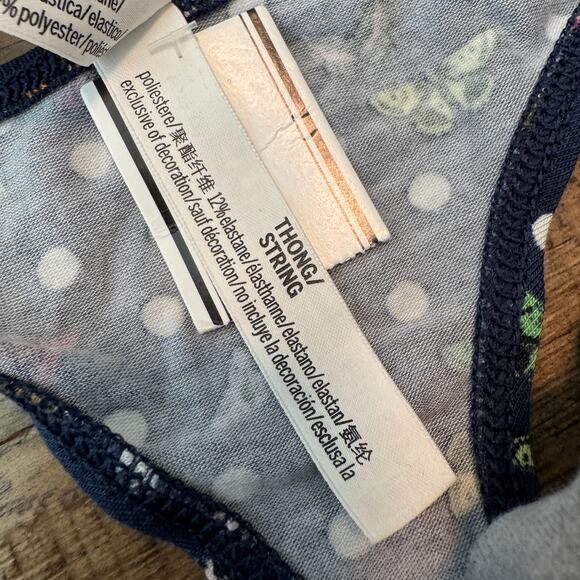 astica/elastico
% polyester/poli
poliestere/聚酯纤维 12% elastane/élasthanne/elastano/elastan/氨纶
exclusive of decoration/sauf décoration/no incluye la decoración/esclusa la
THONG/
STRING